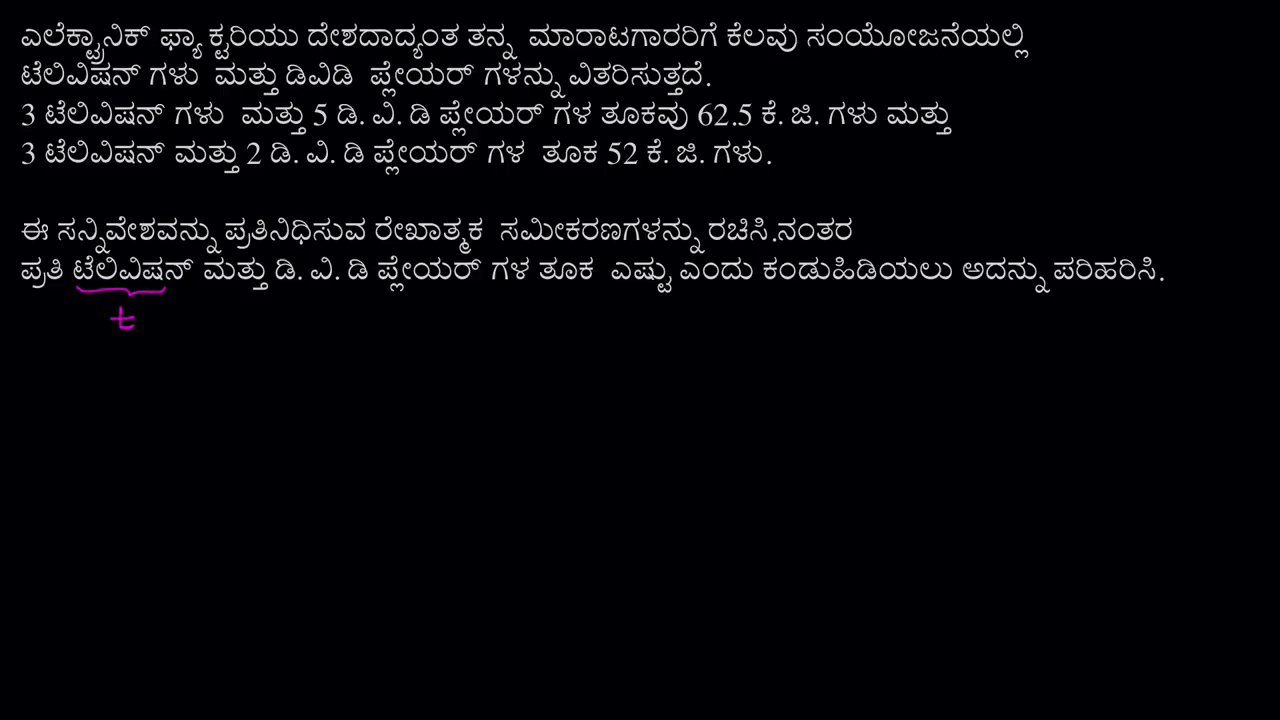 ಎಲೆಕ್ಟ್ರಾನಿಕ್ ಫ್ಯಾ ಕ್ಟರಿಯು ದೇಶದಾದ್ಯಂತ ತನ್ನ ಮಾರಾಟಗಾರರಿಗೆ ಕೆಲವು ಸಂಯೋಜನೆಯಲ್ಲಿ
ಟೆಲಿವಿಷನ್ ಗಳು ಮತ್ತು ಡಿವಿಡಿ ಪ್ಲೇಯರ್ ಗಳನ್ನು ವಿತರಿಸುತ್ತದೆ.
3 ಟೆಲಿವಿಷನ್ ಗಳು ಮತ್ತು 5 ಡಿ. ವಿ. ಡಿ ಪ್ಲೇಯರ್ ಗಳ ತೂಕವು 62.5 ಕೆ. ಜಿ. ಗಳು ಮತ್ತು
3 ಟೆಲಿವಿಷನ್ ಮತ್ತು 2 ಡಿ. ವಿ. ಡಿ ಪ್ಲೇಯರ್ ಗಳ ತೂಕ 52 ಕೆ. ಜಿ. ಗಳು.
ಈ ಸನ್ನಿವೇಶವನ್ನು ಪ್ರತಿನಿಧಿಸುವ ರೇಖಾತ್ಮಕ ಸಮೀಕರಣಗಳನ್ನು ರಚಿಸಿ.ನಂತರ
ಪ್ರತಿ ಟೆಲಿವಿಷನ್ ಮತ್ತು ಡಿ. ವಿ. ಡಿ ಪ್ಲೇಯರ್ ಗಳ ತೂಕ ಎಷ್ಟು ಎಂದು ಕಂಡುಹಿಡಿಯಲು ಅದನ್ನು ಪರಿಹರಿಸಿ.
t